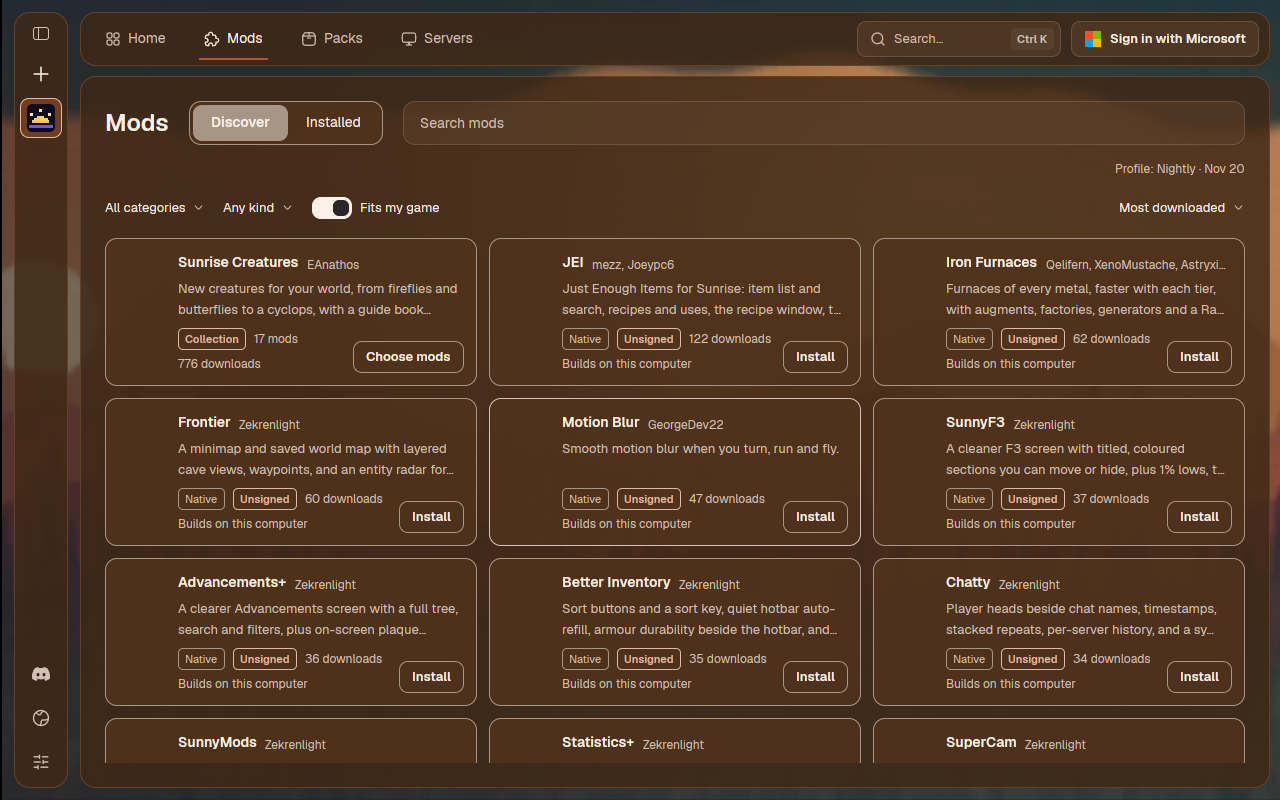 Home
Mods
Packs
Servers
Search...
Ctrl K
Sign in with Microsoft
Mods
Discover
Installed
Search mods
Profile: Nightly · Nov 20
All categories
Any kind
Fits my game
Most downloaded
Sunrise Creatures EAnathos
New creatures for your world, from fireflies and
butterflies to a cyclops, with a guide book…
Collection 17 mods
776 downloads
Choose mods
JEI mezz, Joeypc6
Just Enough Items for Sunrise: item list and
search, recipes and uses, the recipe window, t…
Native Unsigned 122 downloads
Builds on this computer
Install
Iron Furnaces Qelifern, XenoMustache, Astryxi…
Furnaces of every metal, faster with each tier,
with augments, factories, generators and a Ra…
Native Unsigned 62 downloads
Builds on this computer
Install
Frontier Zekrenlight
A minimap and saved world map with layered
cave views, waypoints, and an entity radar for…
Native Unsigned 60 downloads
Builds on this computer
Install
Motion Blur GeorgeDev22
Smooth motion blur when you turn, run and fly.
Native Unsigned 47 downloads
Builds on this computer
Install
SunnyF3 Zekrenlight
A cleaner F3 screen with titled, coloured
sections you can move or hide, plus 1% lows, t…
Native Unsigned 37 downloads
Builds on this computer
Install
Advancements+ Zekrenlight
A clearer Advancements screen with a full tree,
search and filters, plus on-screen plaque…
Native Unsigned 36 downloads
Builds on this computer
Install
Better Inventory Zekrenlight
Sort buttons and a sort key, quiet hotbar auto-
refill, armour durability beside the hotbar, and…
Native Unsigned 35 downloads
Builds on this computer
Install
Chatty Zekrenlight
Player heads beside chat names, timestamps,
stacked repeats, per-server history, and a sy…
Native Unsigned 34 downloads
Builds on this computer
Install
SunnyMods Zekrenlight
Statistics+ Zekrenlight
SuperCam Zekrenlight